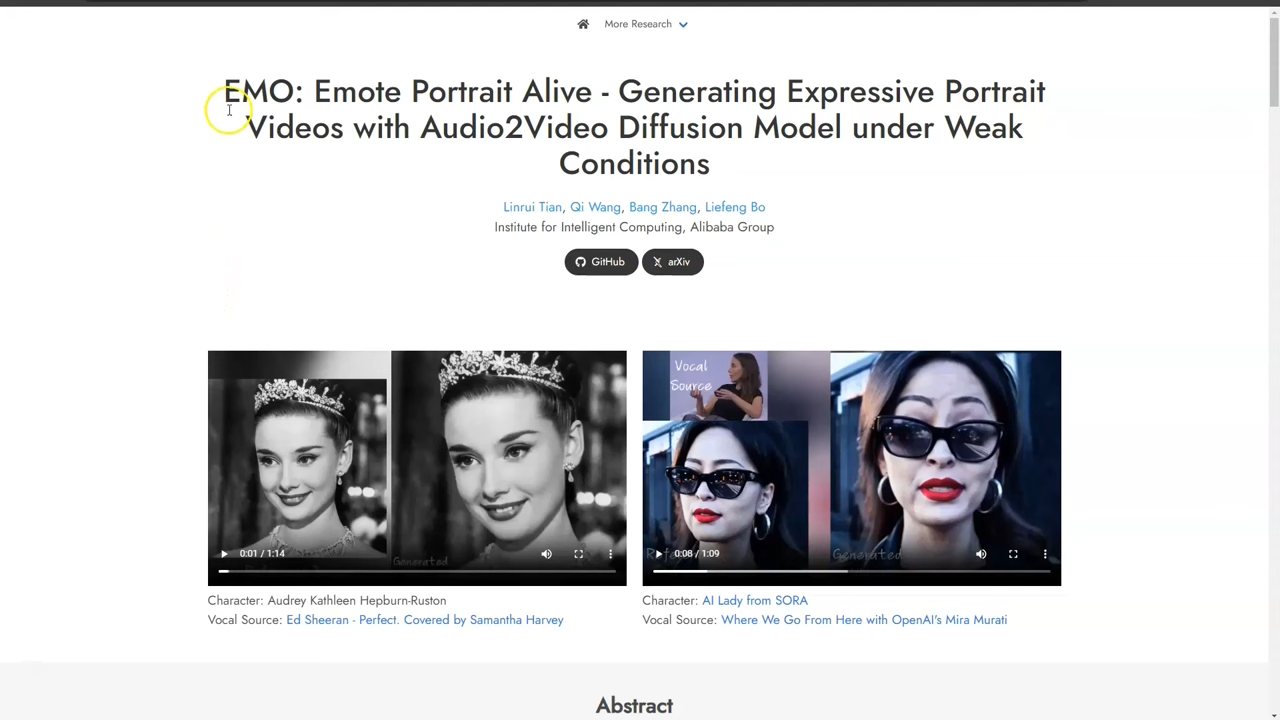 More Research
EMO: Emote Portrait Alive - Generating Expressive Portrait
Videos with Audio2Video Diffusion Model under Weak
Conditions
Linrui Tian, Qi Wang, Bang Zhang, Liefeng Bo
Institute for Intelligent Computing, Alibaba Group
GitHub arXiv
Vocal
Source
0:01 / 1:14
Generated
0:08 / 1:09
Generated
Character: Audrey Kathleen Hepburn-Ruston
Vocal Source: Ed Sheeran - Perfect. Covered by Samantha Harvey
Character: AI Lady from SORA
Vocal Source: Where We Go From Here with OpenAI's Mira Murati
Abstract